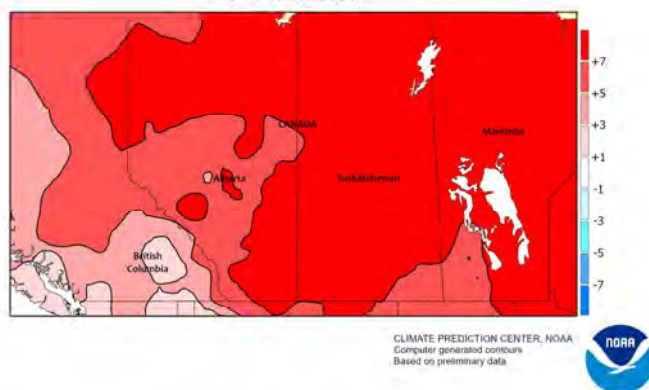 CANADA
Manitoba
Alberta
Saskatchewan
British
Columbia
+7
+5
+3
+1
-1
-3
-5
-7
CLIMATE PREDICTION CENTER, NOAA
Computer generated contours
Based on preliminary data
NOAA